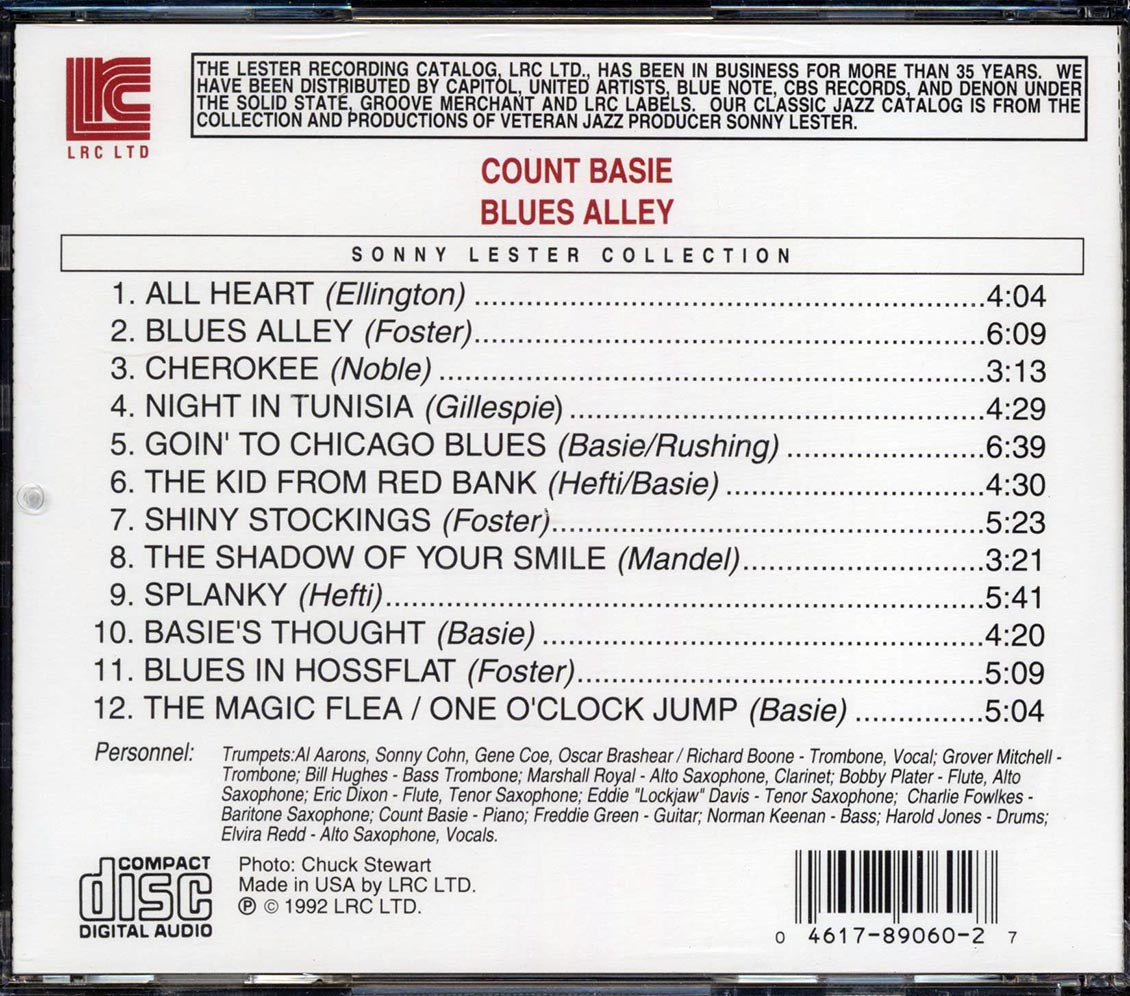 LRC LTD
THE LESTER RECORDING CATALOG, LRC LTD., HAS BEEN IN BUSINESS FOR MORE THAN 35 YEARS. WE
HAVE BEEN DISTRIBUTED BY CAPITOL, UNITED ARTISTS, BLUE NOTE, CBS RECORDS, AND DENON UNDER
THE SOLID STATE, GROOVE MERCHANT AND LRC LABELS. OUR CLASSIC JAZZ CATALOG IS FROM THE
COLLECTION AND PRODUCTIONS OF VETERAN JAZZ PRODUCER SONNY LESTER.
COUNT BASIE
BLUES ALLEY
SONNY LESTER COLLECTION
1. ALL HEART (Ellington) ..................................................4:04
2. BLUES ALLEY (Foster)..................................................6:09
3. CHEROKEE (Noble) ..................................................3:13
4. NIGHT IN TUNISIA (Gillespie)........................................4:29
5. GOIN' TO CHICAGO BLUES (Basie/Rushing) ...................6:39
6. THE KID FROM RED BANK (Hefti/Basie) .........................4:30
7. SHINY STOCKINGS (Foster)..........................................5:23
8. THE SHADOW OF YOUR SMILE (Mandel)........................3:21
9. SPLANKY (Hefti)..........................................................5:41
10. BASIE'S THOUGHT (Basie) ..........................................4:20
11. BLUES IN HOSSFLAT (Foster)........................................5:09
12. THE MAGIC FLEA / ONE O'CLOCK JUMP (Basie) .............5:04
Personnel: Trumpets:Al Aarons, Sonny Cohn, Gene Coe, Oscar Brashear / Richard Boone - Trombone, Vocal; Grover Mitchell -
Trombone; Bill Hughes - Bass Trombone; Marshall Royal - Alto Saxophone, Clarinet; Bobby Plater - Flute, Alto
Saxophone; Eric Dixon - Flute, Tenor Saxophone; Eddie "Lockjaw" Davis - Tenor Saxophone; Charlie Fowlkes -
Baritone Saxophone; Count Basie - Piano; Freddie Green - Guitar; Norman Keenan - Bass; Harold Jones - Drums;
Elvira Redd - Alto Saxophone, Vocals.
COMPACT
disc
DIGITAL AUDIO
Photo: Chuck Stewart
Made in USA by LRC LTD.
℗ © 1992 LRC LTD.
0 4617-89060-2 7